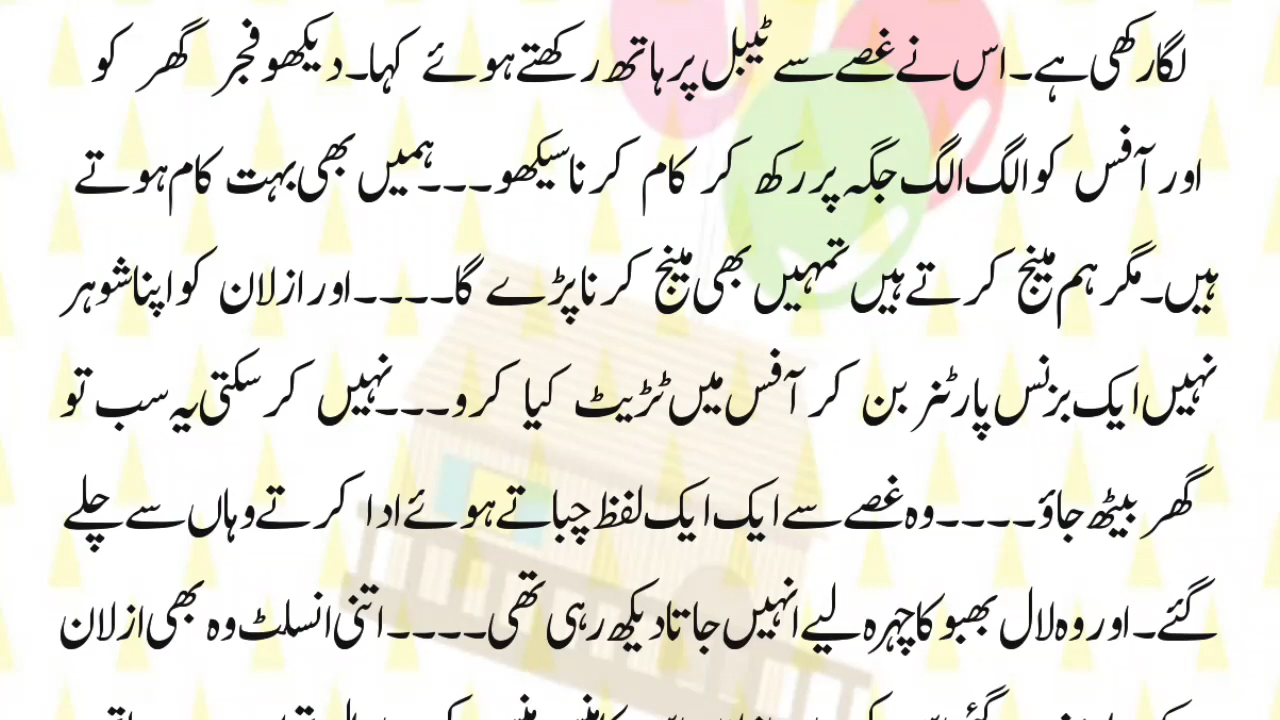 لگا رکھی ہے۔ اس نے غصے سے ٹیبل پر ہاتھ رکھتے ہوئے کہا۔ دیکھو فجر گھر کو
اور آفس کو الگ الگ جگہ پر رکھ کر کام کرنا سیکھو۔۔۔ ہمیں بھی بہت کام ہوتے
ہیں۔ مگر ہم مینج کرتے ہیں تمہیں بھی مینج کرنا پڑے گا۔۔۔۔ اور ازلان کو اپنا شوہر
نہیں ایک بزنس پارٹنر بن کر آفس میں ٹریٹ کیا کرو۔۔۔ نہیں کر سکتی یہ سب تو
گھر بیٹھ جاؤ۔۔۔۔ وہ غصے سے ایک ایک لفظ چباتے ہوئے ادا کرتے وہاں سے چلے
گئے۔ اور وہ لال بھبوکا چہرہ لیے انہیں جاتا دیکھ رہی تھی۔۔۔۔ اتنی انسلٹ وہ بھی ازلان